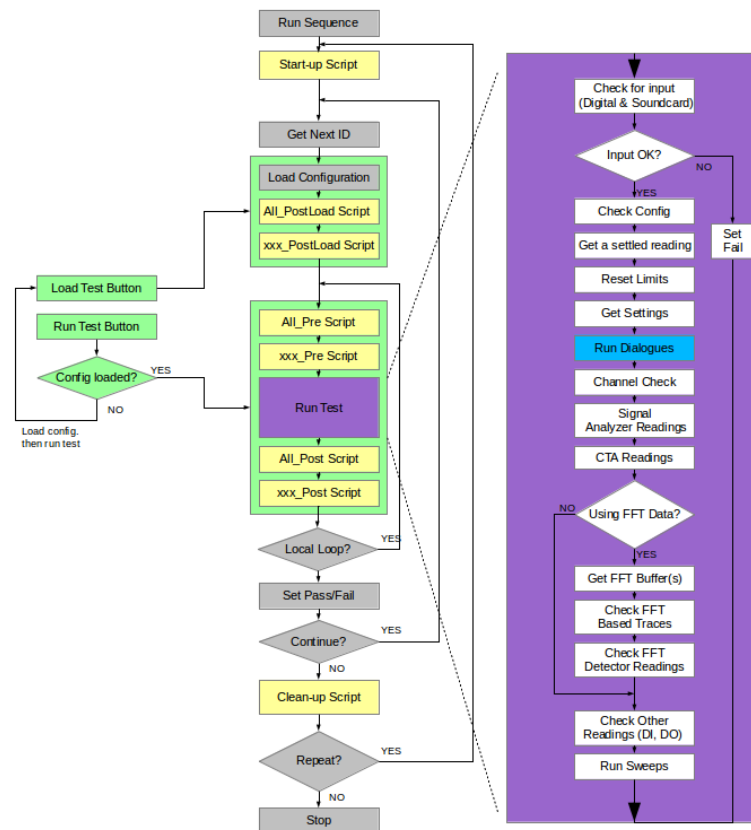 Run Sequence
Start-up Script
Get Next ID
Load Configuration
All_PostLoad Script
xxx_PostLoad Script
Load Test Button
Run Test Button
Config loaded?
YES
NO
Load config.
then run test
All_Pre Script
xxx_Pre Script
Run Test
All_Post Script
xxx_Post Script
Local Loop?
YES
Set Pass/Fail
Continue?
YES
NO
Clean-up Script
Repeat?
YES
NO
Stop
Check for input
(Digital & Soundcard)
Input OK?
NO
YES
Set
Fail
Check Config
Get a settled reading
Reset Limits
Get Settings
Run Dialogues
Channel Check
Signal
Analyzer Readings
CTA Readings
Using FFT Data?
NO
YES
Get FFT Buffer(s)
Check FFT
Based Traces
Check FFT
Detector Readings
Check Other
Readings (DI, DO)
Run Sweeps